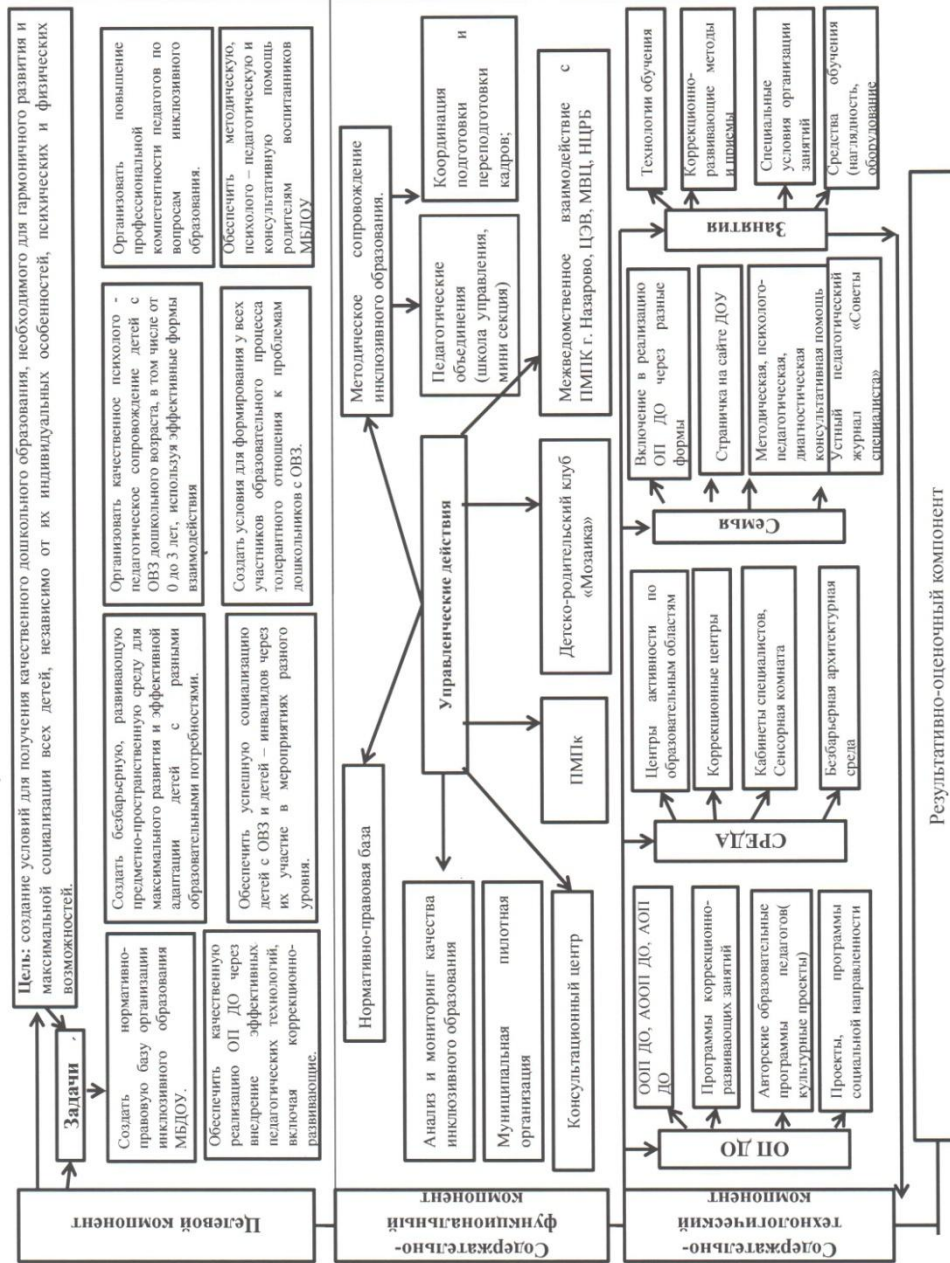 Цель: создание условий для получения качественного дошкольного образования, необходимого для гармоничного развития и
максимальной социализации всех детей, независимо от их индивидуальных особенностей, психических и физических
возможностей.
Целевой компонент
Задачи
Создать нормативно-
правовую базу организации
инклюзивного образования
МБДОУ.
Создать безбарьерную, развивающую
предметно-пространственную среду для
максимального развития и эффективной
адаптации детей с разными
образовательными потребностями.
Организовать качественное психолого -
педагогическое сопровождение детей с
ОВЗ дошкольного возраста, в том числе от
0 до 3 лет, используя эффективные формы
взаимодействия
Организовать повышение
профессиональной
компетентности педагогов по
вопросам инклюзивного
образования.
Обеспечить качественную
реализацию ОП ДО через
внедрение эффективных
педагогических технологий,
включая коррекционно-
развивающие.
Обеспечить успешную социализацию
детей с ОВЗ и детей – инвалидов через
их участие в мероприятиях разного
уровня.
Создать условия для формирования у всех
участников образовательного процесса
толерантного отношения к проблемам
дошкольников с ОВЗ.
Обеспечить методическую,
психолого – педагогическую и
консультативную помощь
родителям воспитанников
МБДОУ
Содержательно-
функциональный
компонент
Нормативно-правовая база
Методическое сопровождение
инклюзивного образования.
Педагогические
объединения
(школа управления,
мини секция)
Координация
подготовки и
переподготовки
кадров;
Управленческие действия
Анализ и мониторинг качества
инклюзивного образования
Муниципальная пилотная
организация
Консультационный центр
ПМПк
Детско-родительский клуб
«Мозаика»
Межведомственное взаимодействие с
ПМПК г. Назарово, ЦЭВ, МВЦ, НЦРБ
Содержательно-
технологический
компонент
ОП ДО
ООП ДО, АООП ДО, АОП
ДО
Программы коррекционно-
развивающих занятий
Авторские образовательные
программы педагогов(
культурные проекты)
Проекты, программы
социальной направленности
СРЕДА
Центры активности по
образовательным областям
Коррекционные центры
Кабинеты специалистов,
Сенсорная комната
Безбарьерная архитектурная
среда
Семья
Включение в реализацию
ОП ДО через разные
формы
Страничка на сайте ДОУ
Методическая, психолого-
педагогическая,
диагностическая
консультативная помощь
Устный педагогический
журнал «Советы
специалиста»
Занятия
Технологии обучения
Коррекционно-
развивающие методы
и приемы
Специальные
условия организации
занятий
Средства обучения
(наглядность,
оборудование
Результативно-оценочный компонент